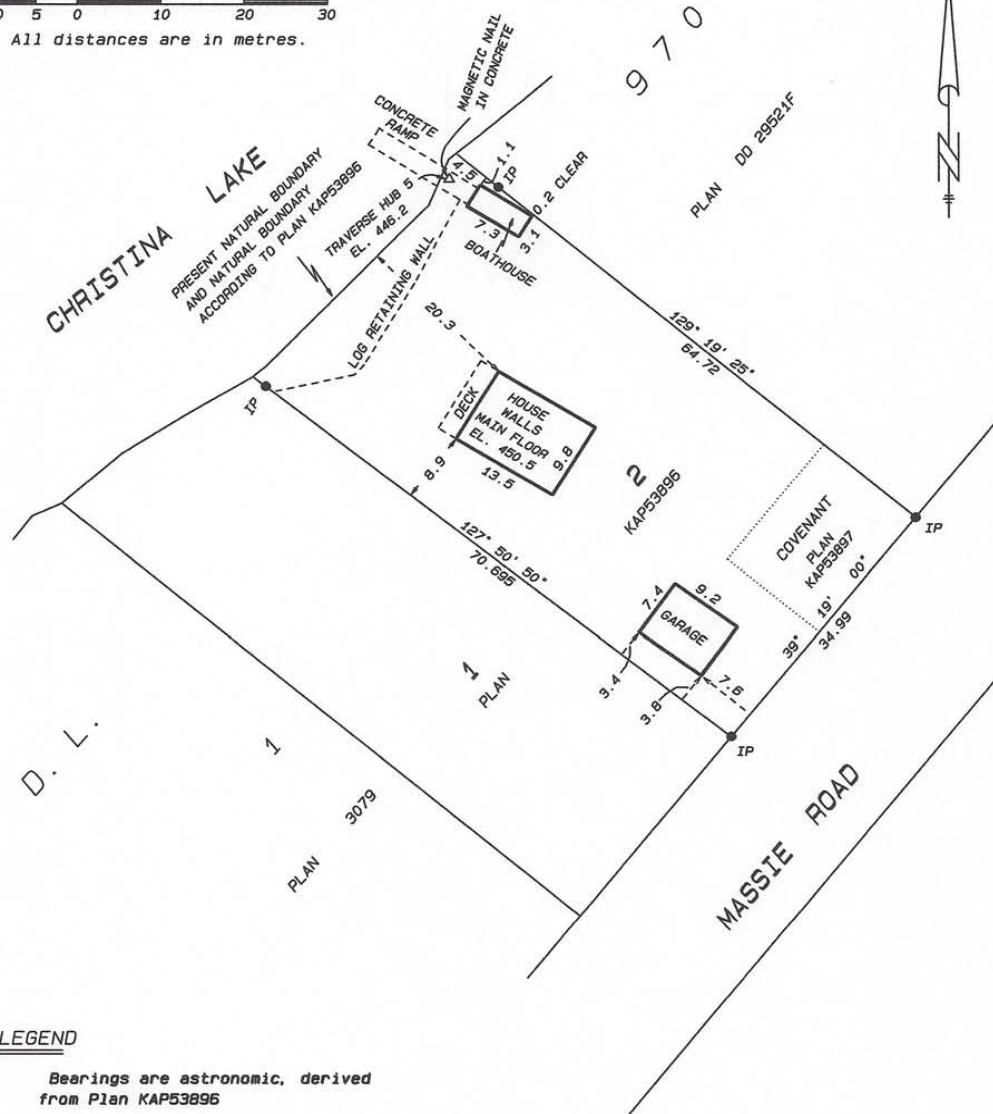 5 0 10 20 30
All distances are in metres.
MAGNETIC NAIL
IN CONCRETE
9 7 0
CONCRETE
RAMP
N
PLAN DD 29521F
CHRISTINA LAKE
PRESENT NATURAL BOUNDARY
AND NATURAL BOUNDARY
ACCORDING TO PLAN KAP53896
TRAVERSE HUB 5
EL. 446.2
4.5
1.1
IP
0.2 CLEAR
7.3
3.1
BOATHOUSE
LOG RETAINING WALL
20.3
129° 19' 25"
64.72
IP
DECK
HOUSE
WALLS
MAIN FLOOR
EL. 450.5
9.8
13.5
8.9
2
KAP53896
COVENANT
PLAN
KAP53897
IP
127° 50' 50"
70.695
39° 19' 00"
34.99
7.4
9.2
GARAGE
3.4
3.8
7.6
IP
1
PLAN
D. L.
1
PLAN 3079
MASSIE ROAD
LEGEND
Bearings are astronomic, derived
from Plan KAP53896